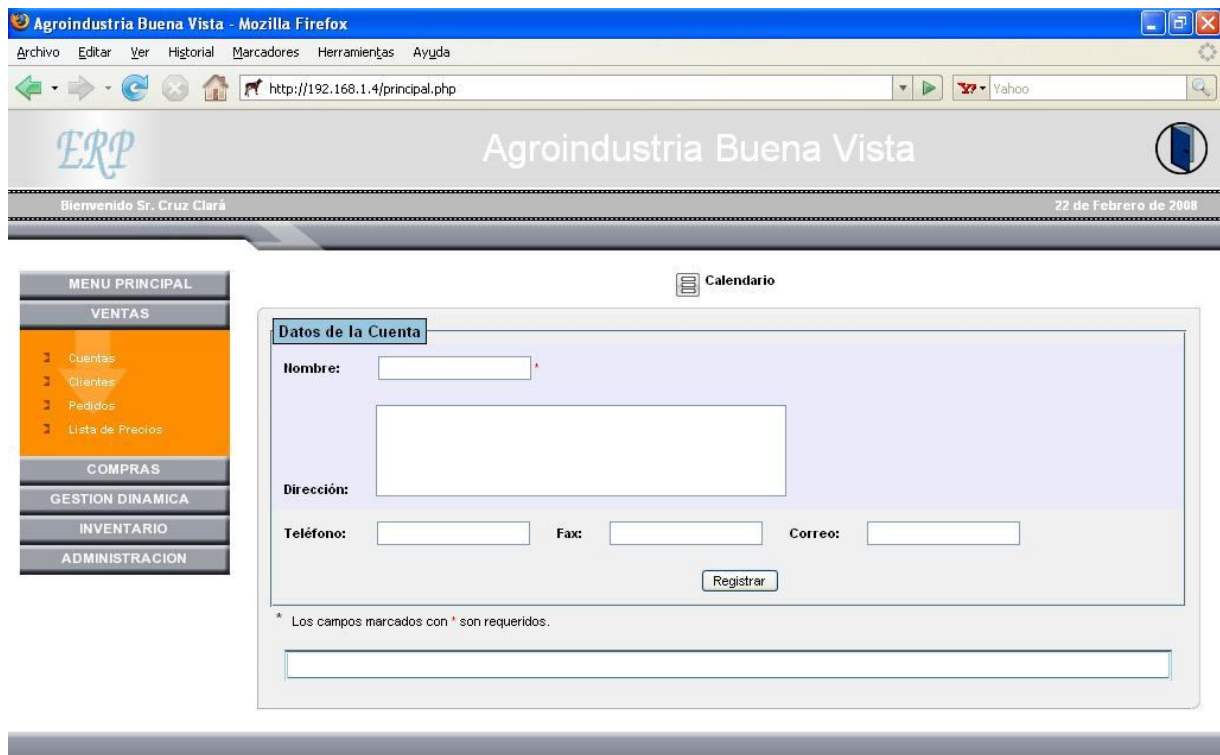 Agroindustria Buena Vista - Mozilla Firefox
Archivo Editar Ver Historial Marcadores Herramientas Ayuda
http://192.168.1.4/principal.php Yahoo
ERP Agroindustria Buena Vista
Bienvenido Sr. Cruz Clará 22 de Febrero de 2008
MENU PRINCIPAL
Calendario
VENTAS
Cuentas
Clientes
Pedidos
Lista de Precios
COMPRAS
GESTION DINAMICA
INVENTARIO
ADMINISTRACION
Datos de la Cuenta
Nombre: *
Dirección:
Teléfono: Fax: Correo:
Registrar
* Los campos marcados con * son requeridos.